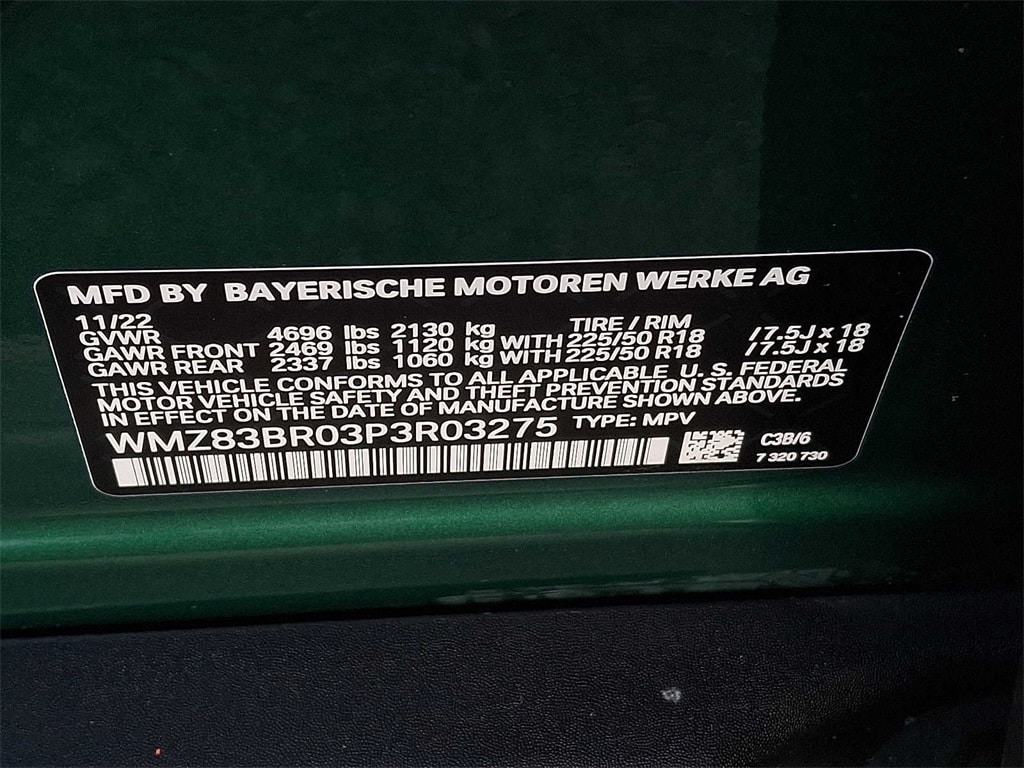 MFD BY BAYERISCHE MOTOREN WERKE AG
11/22 TIRE / RIM
GVWR 4696 lbs 2130 kg
GAWR FRONT 2469 lbs 1120 kg WITH 225/50 R18 /7.5J x 18
GAWR REAR 2337 lbs 1060 kg WITH 225/50 R18 /7.5J x 18
THIS VEHICLE CONFORMS TO ALL APPLICABLE U. S. FEDERAL
MOTOR VEHICLE SAFETY AND THEFT PREVENTION STANDARDS
IN EFFECT ON THE DATE OF MANUFACTURE SHOWN ABOVE.
WMZ83BR03P3R03275 TYPE: MPV
C3B/6
7 320 730